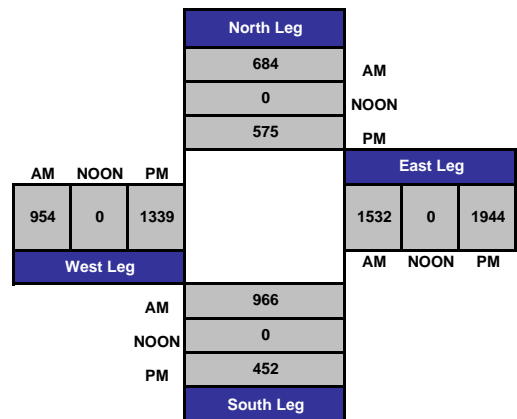 North Leg
684 AM
0 NOON
575 PM
AM NOON PM East Leg
954 0 1339 1532 0 1944
West Leg AM NOON PM
AM 966
NOON 0
PM 452
South Leg